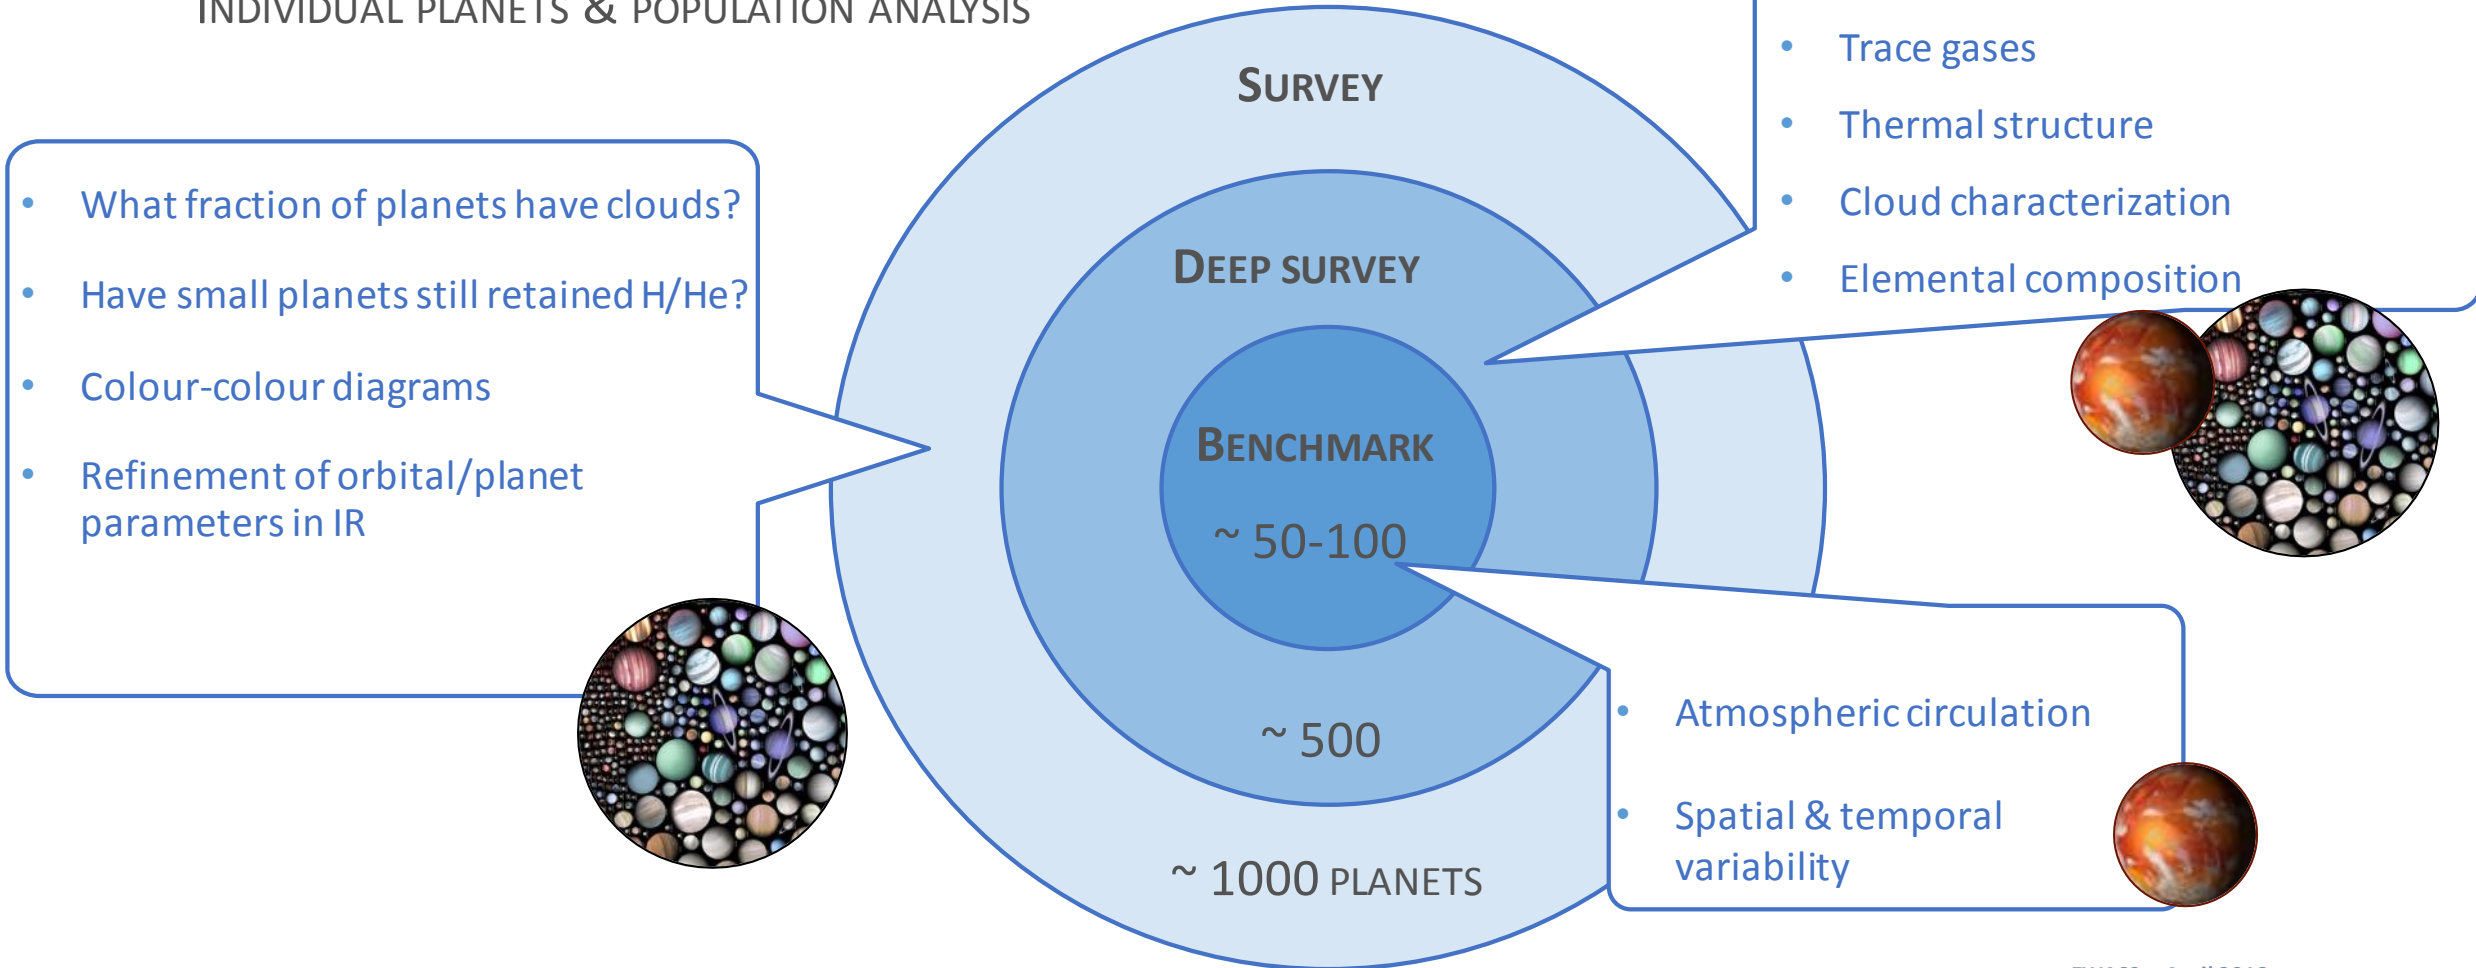 INDIVIDUAL PLANETS & POPULATION ANALYSIS
• What fraction of planets have clouds?
• Have small planets still retained H/He?
• Colour-colour diagrams
• Refinement of orbital/planet
parameters in IR
SURVEY
DEEP SURVEY
BENCHMARK
~ 50-100
~ 500
~ 1000 PLANETS
• Trace gases
• Thermal structure
• Cloud characterization
• Elemental composition
• Atmospheric circulation
• Spatial & temporal
variability